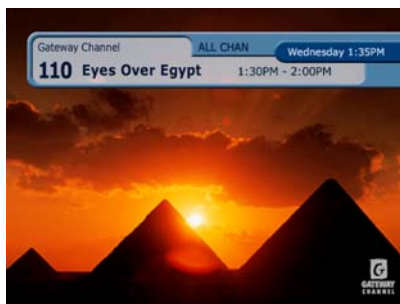 Gateway Channel
ALL CHAN
Wednesday 1:35PM
110 Eyes Over Egypt 1:30PM - 2:00PM
G
GATEWAY
CHANNEL